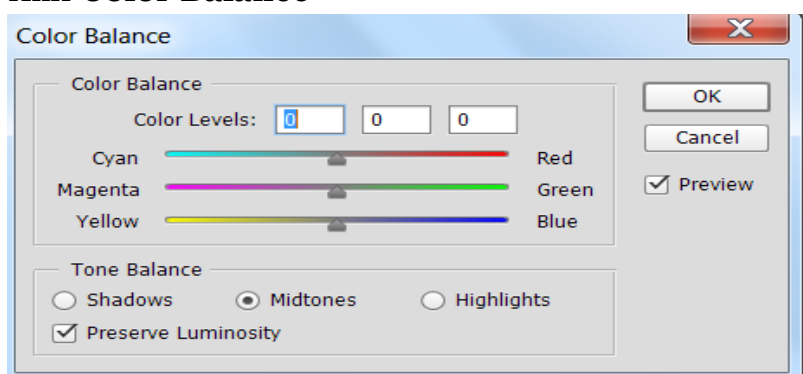 Color Balance
Color Balance
Color Levels: 0 0 0
Cyan Red
Magenta Green
Yellow Blue
Tone Balance
Shadows Midtones Highlights
Preserve Luminosity
OK
Cancel
Preview